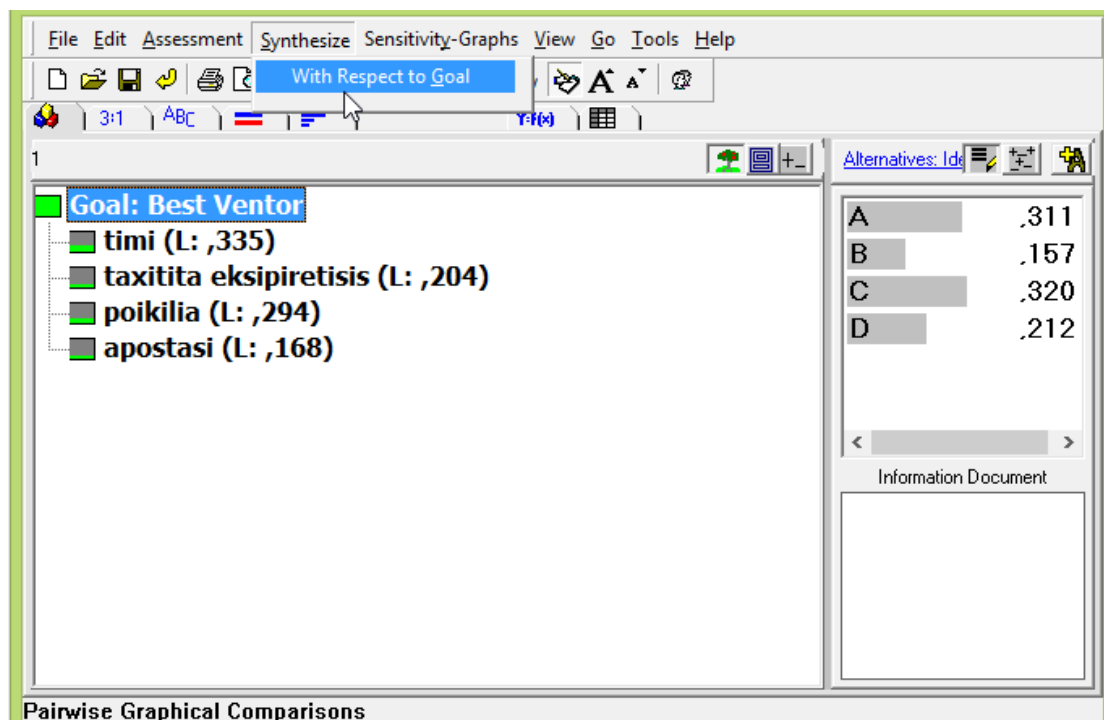 File Edit Assessment Synthesize Sensitivity-Graphs View Go Tools Help
With Respect to Goal
3:1 ABC Y=f(x)
1
Alternatives: Ide
Goal: Best Ventor
timi (L: ,335)
taxitita eksipiretisis (L: ,204)
poikilia (L: ,294)
apostasi (L: ,168)
A ,311
B ,157
C ,320
D ,212
Information Document
Pairwise Graphical Comparisons